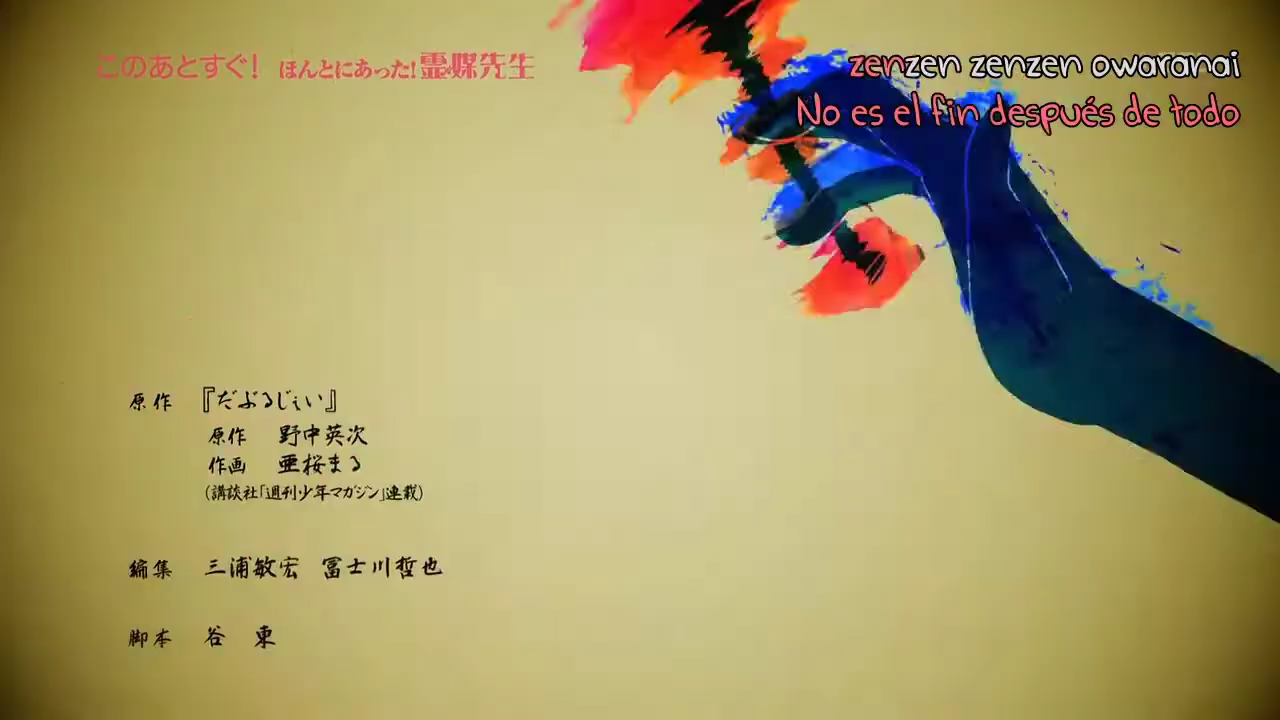 このあとすぐ! ほんとにあった!霊媒先生
zenzen zenzen owaranai
No es el fin después de todo
原作 『だぶるじぇい』
原作 野中英次
作画 亜桜まる
(講談社「週刊少年マガジン」連載)
編集 三浦敏宏 冨士川哲也
脚本 谷 東